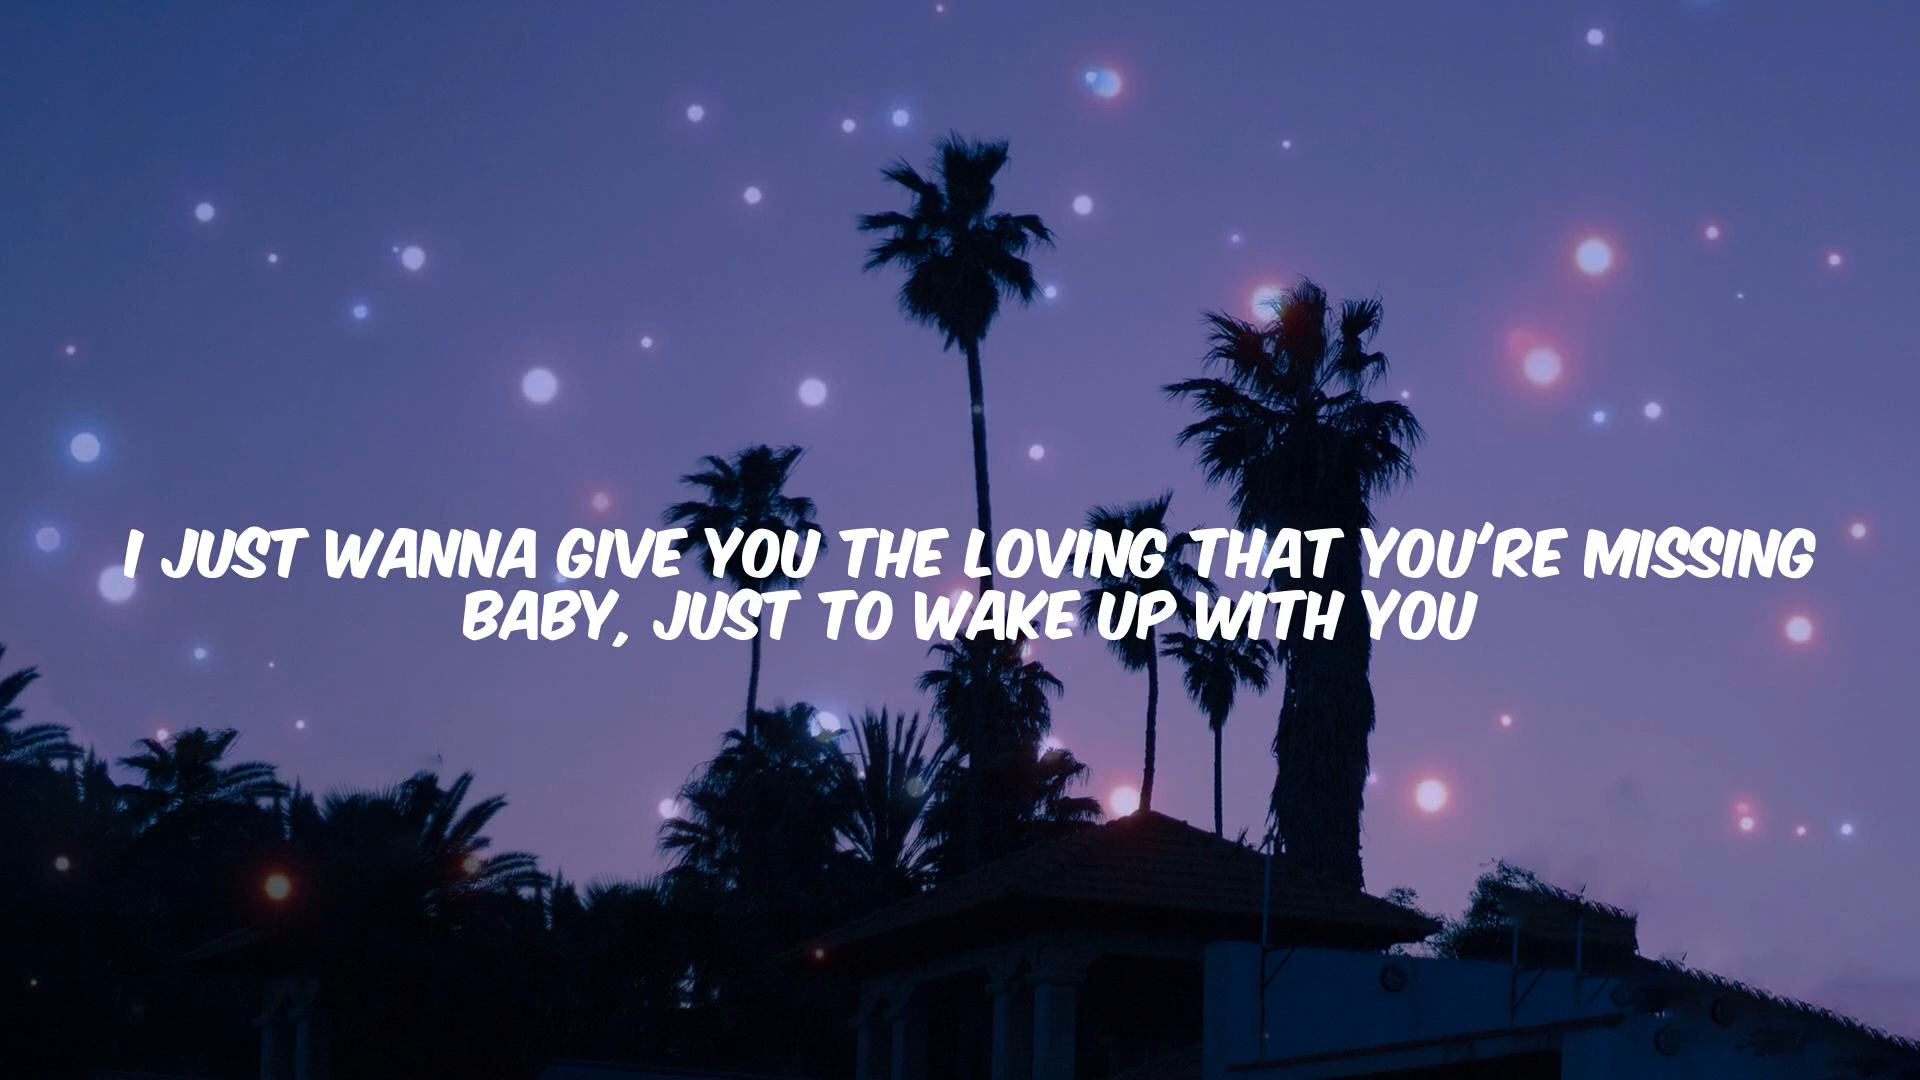 I JUST WANNA GIVE YOU THE LOVING THAT YOU'RE MISSING
BABY, JUST TO WAKE UP WITH YOU